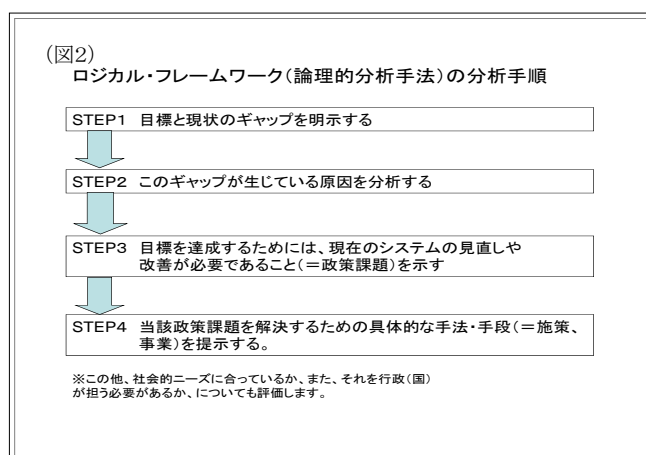 (図2)
ロジカル・フレームワーク(論理的分析手法)の分析手順
STEP1 目標と現状のギャップを明示する
STEP2 このギャップが生じている原因を分析する
STEP3 目標を達成するためには、現在のシステムの見直しや
改善が必要であること(=政策課題)を示す
STEP4 当該政策課題を解決するための具体的な手法・手段(=施策、
事業)を提示する。
※この他、社会的ニーズに合っているか、また、それを行政(国)
が担う必要があるか、についても評価します。